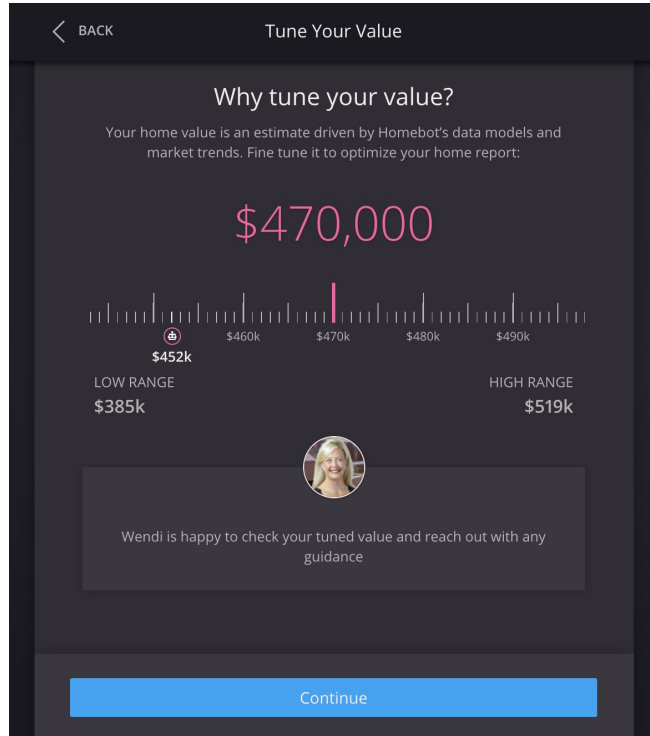 BACK
Tune Your Value
Why tune your value?
Your home value is an estimate driven by Homebot's data models and
market trends. Fine tune it to optimize your home report:
$470,000
$460k
$470k
$480k
$490k
$452k
LOW RANGE
HIGH RANGE
$385k
$519k
Wendi is happy to check your tuned value and reach out with any
guidance
Continue